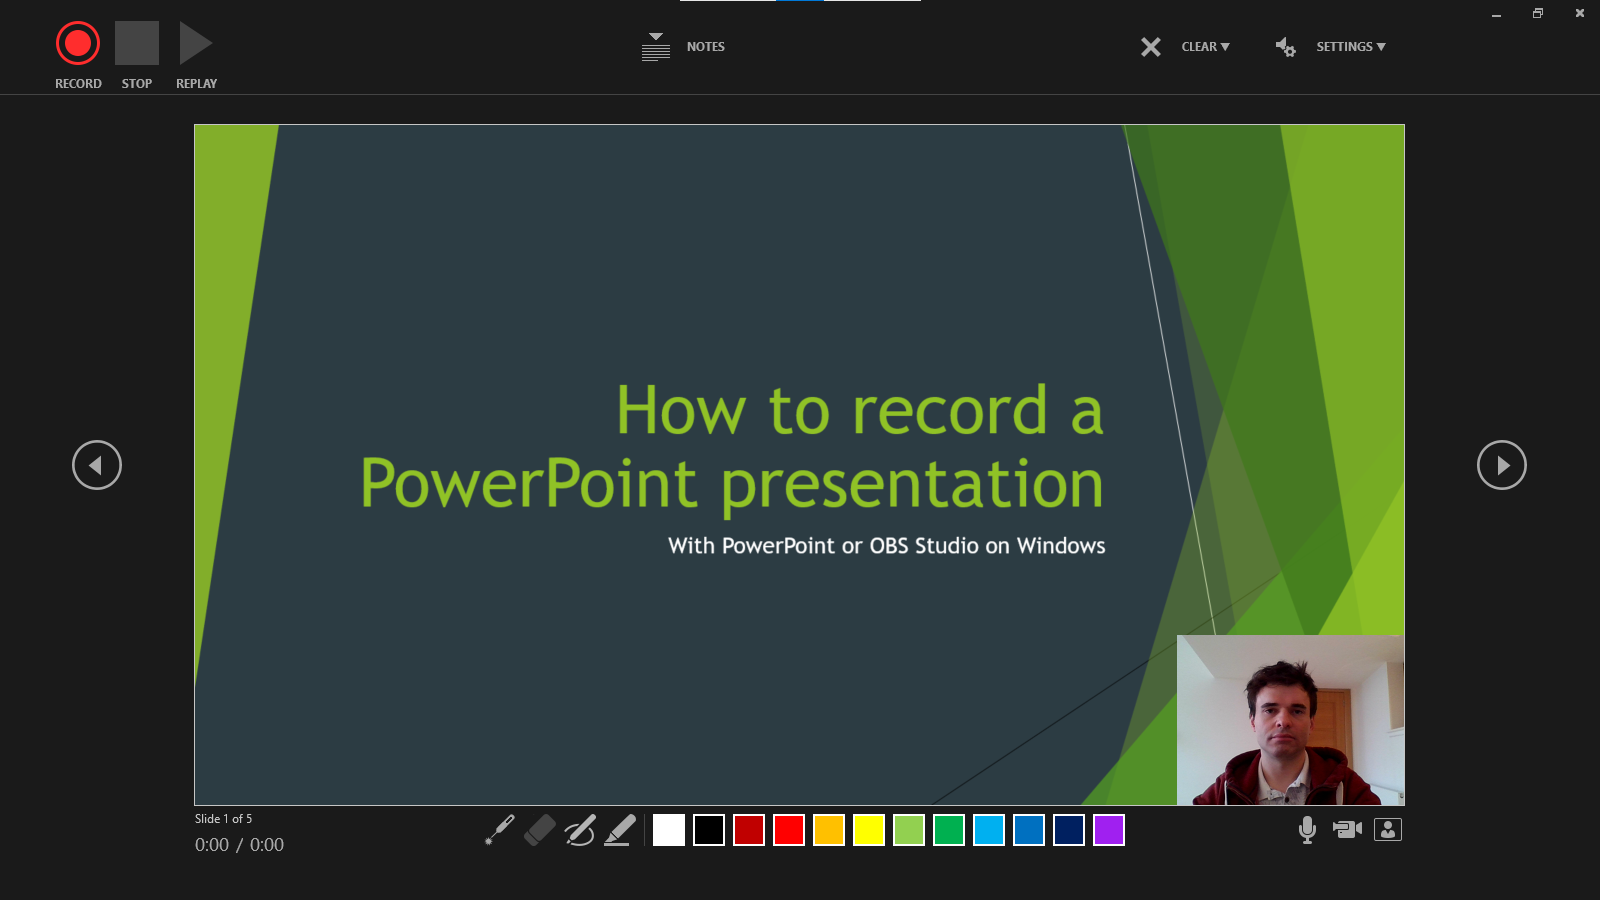 RECORD
STOP
REPLAY
NOTES
CLEAR
SETTINGS
How to record a
PowerPoint presentation
With PowerPoint or OBS Studio on Windows
Slide 1 of 5
0:00 / 0:00